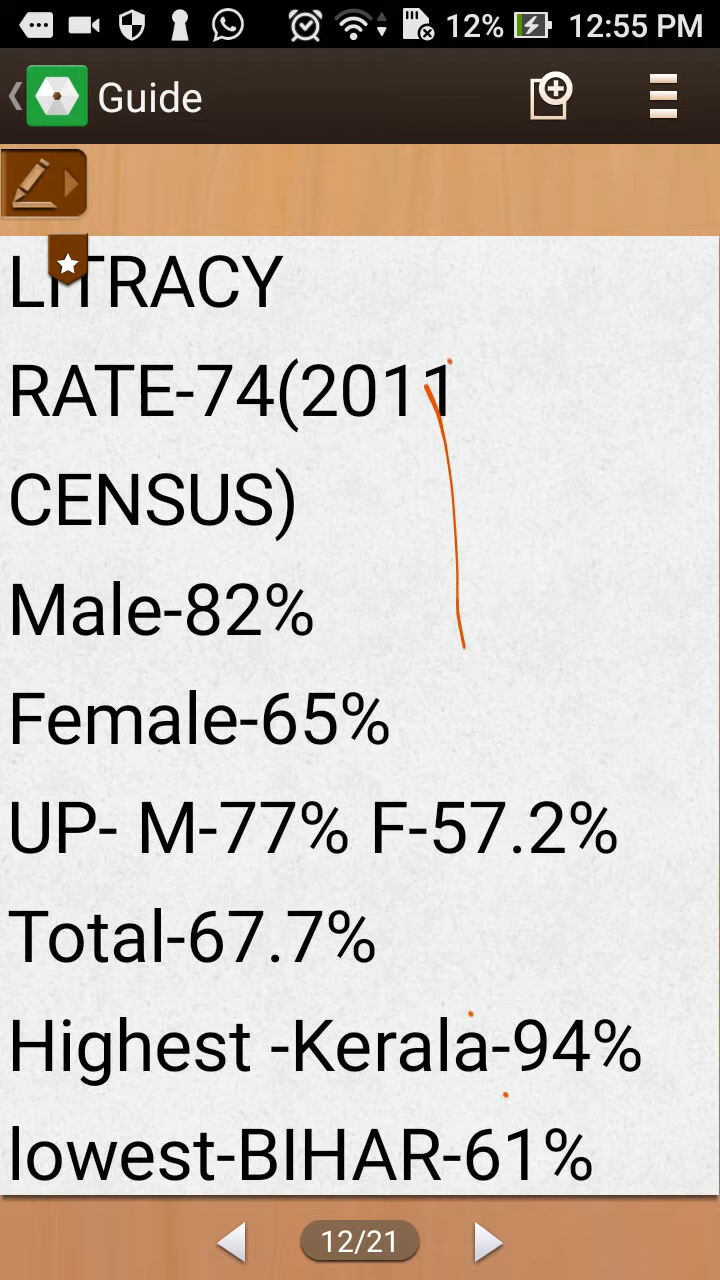 12% 12:55 PM
Guide
LITRACY
RATE-74(2011
CENSUS)
Male-82%
Female-65%
UP- M-77% F-57.2%
Total-67.7%
Highest -Kerala-94%
lowest-BIHAR-61%
12/21